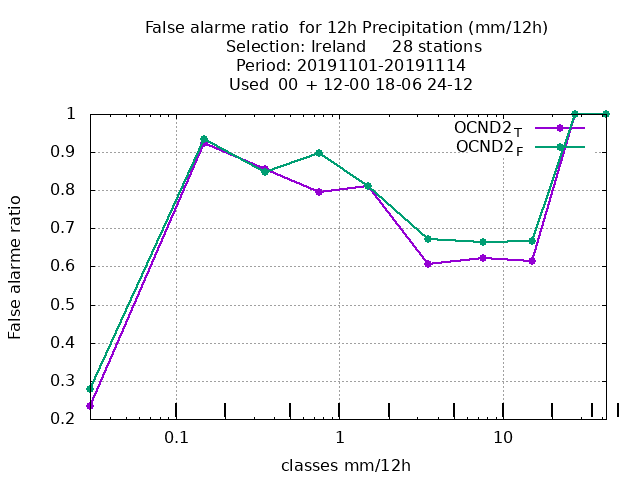 False alarme ratio  for 12h Precipitation (mm/12h)
Selection: Ireland     28 stations
Period: 20191101-20191114
Used  00 + 12-00 18-06 24-12
1
0.9
0.8
0.7
0.6
0.5
0.4
0.3
0.2
False alarme ratio
OCND2T
OCND2F
0.1
1
10
classes mm/12h